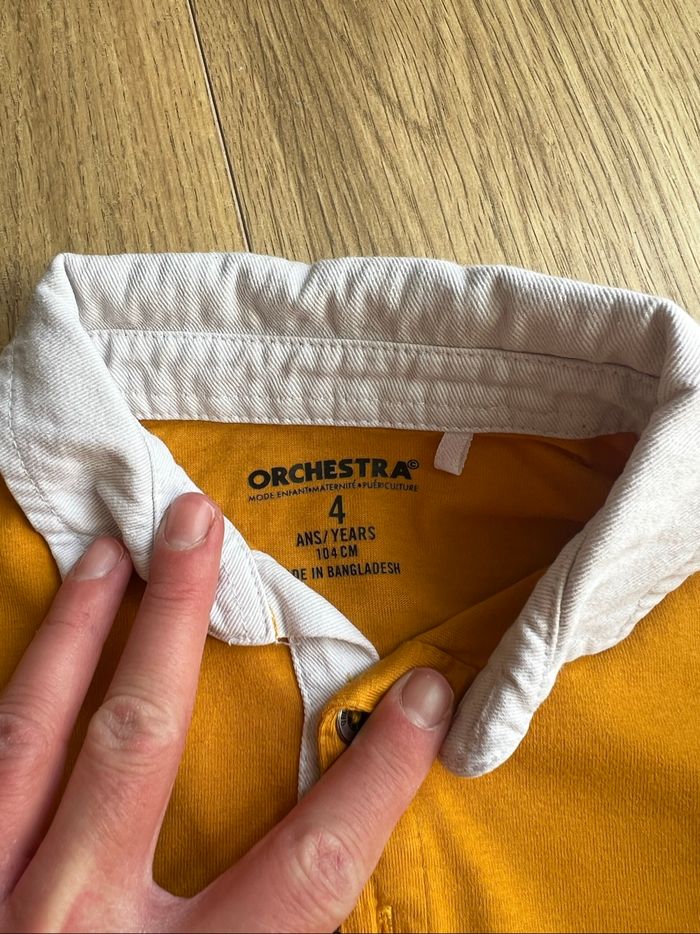 ORCHESTRA©
MODE ENFANT★MATERNITÉ★PUÉRICULTURE
4
ANS/YEARS
104 CM
DE IN BANGLADESH